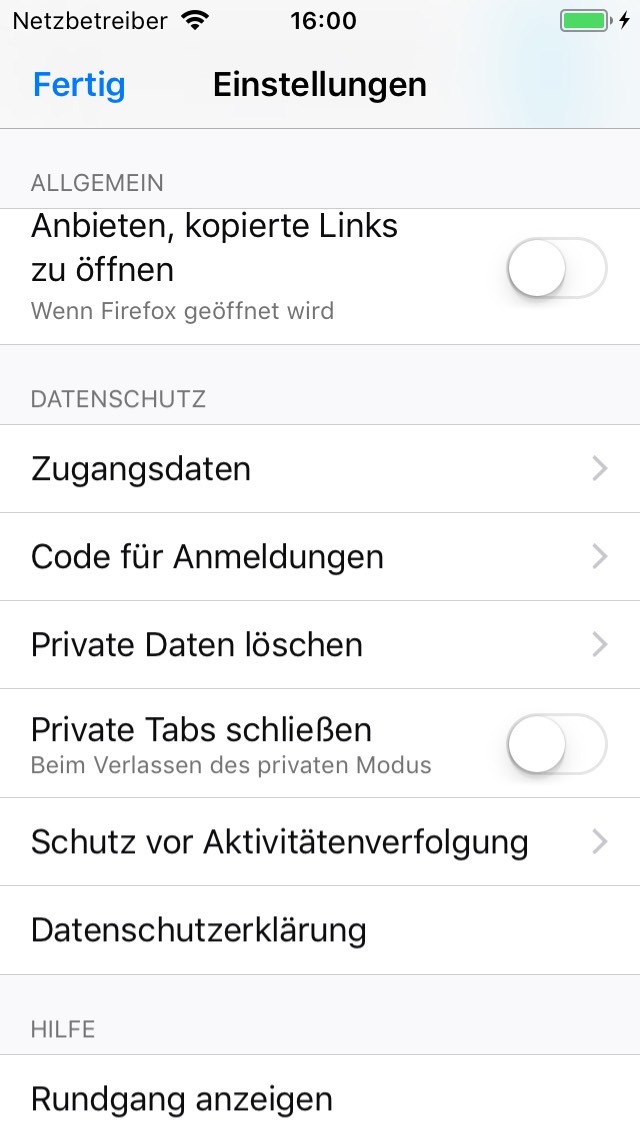 Netzbetreiber 16:00
Fertig Einstellungen
ALLGEMEIN
Anbieten, kopierte Links
zu öffnen
Wenn Firefox geöffnet wird
DATENSCHUTZ
Zugangsdaten
Code für Anmeldungen
Private Daten löschen
Private Tabs schließen
Beim Verlassen des privaten Modus
Schutz vor Aktivitätenverfolgung
Datenschutzerklärung
HILFE
Rundgang anzeigen